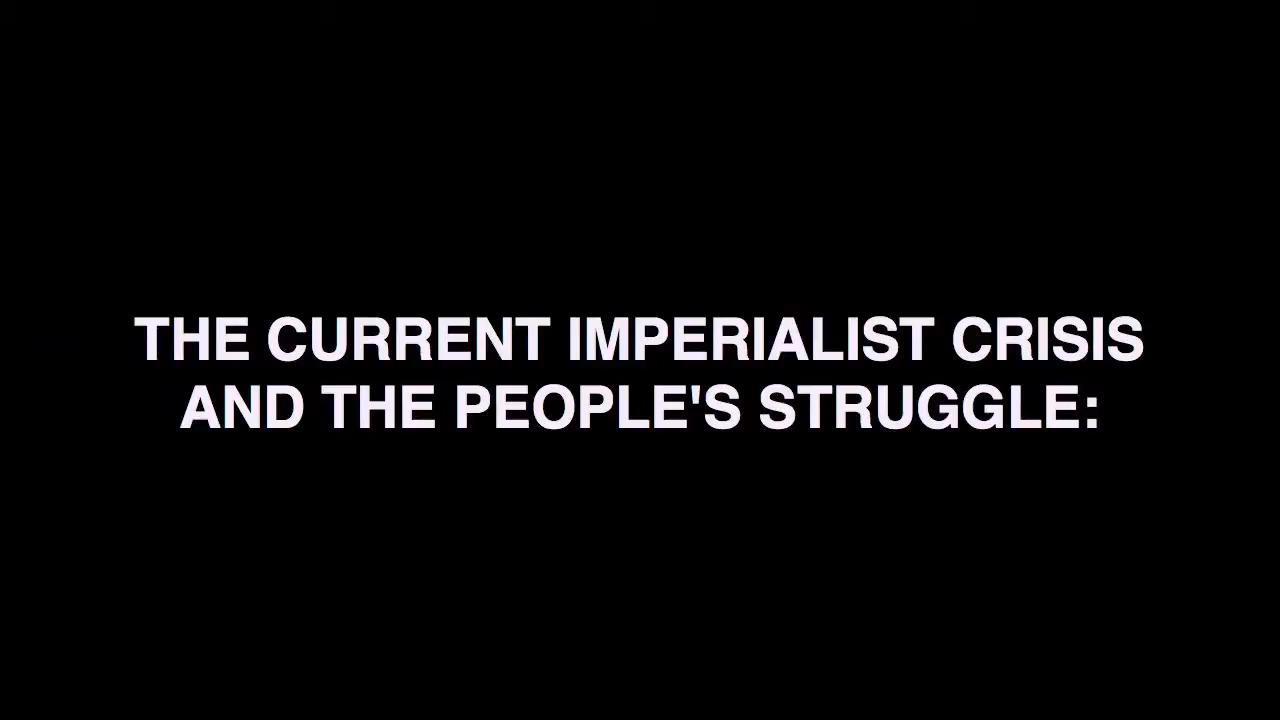 THE CURRENT IMPERIALIST CRISIS
AND THE PEOPLE'S STRUGGLE: